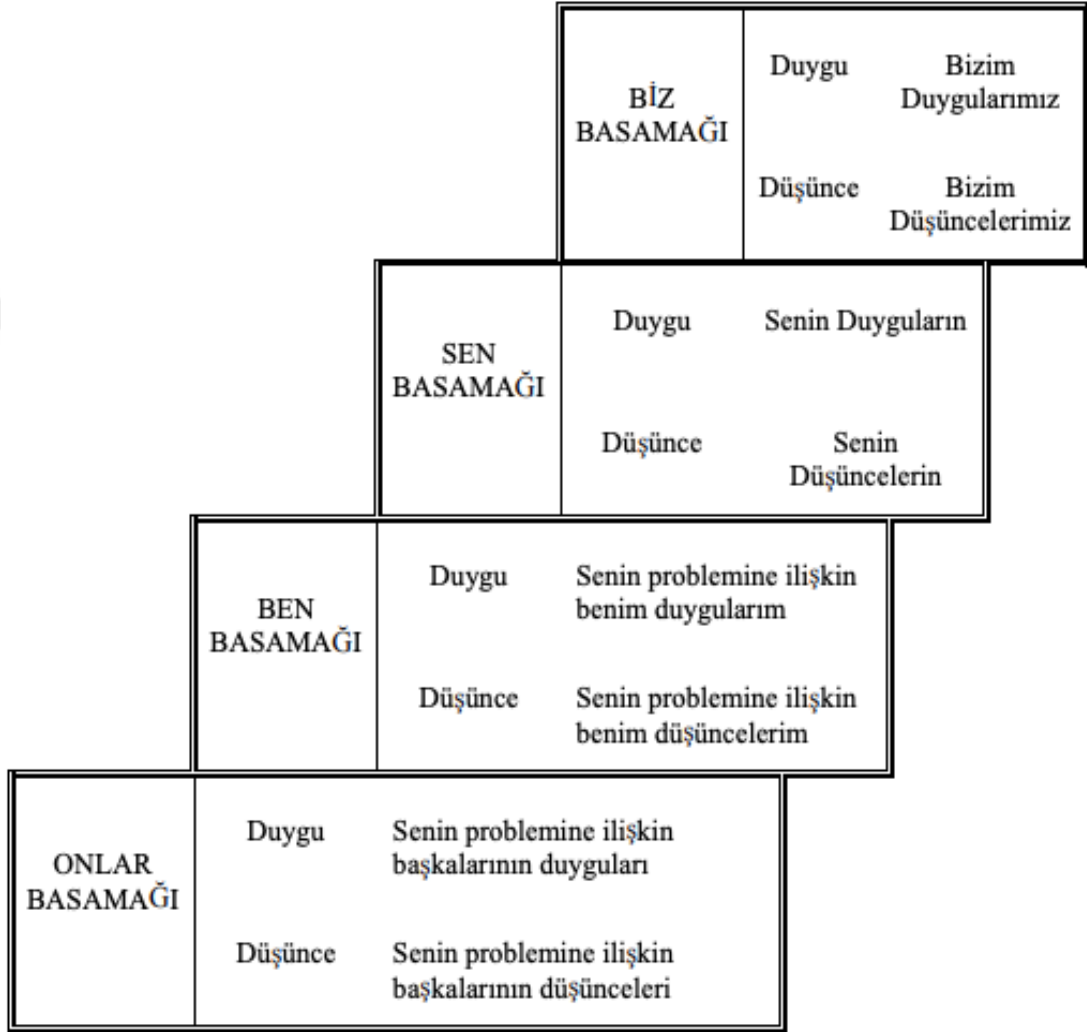 BİZ
BASAMAĞI
Duygu Bizim
Duygularımız
Düşünce Bizim
Düşüncelerimiz
SEN
BASAMAĞI
Duygu Senin Duyguların
Düşünce Senin
Düşüncelerin
BEN
BASAMAĞI
Duygu Senin problemine ilişkin
benim duygularım
Düşünce Senin problemine ilişkin
benim düşüncelerim
ONLAR
BASAMAĞI
Duygu Senin problemine ilişkin
başkalarının duyguları
Düşünce Senin problemine ilişkin
başkalarının düşünceleri